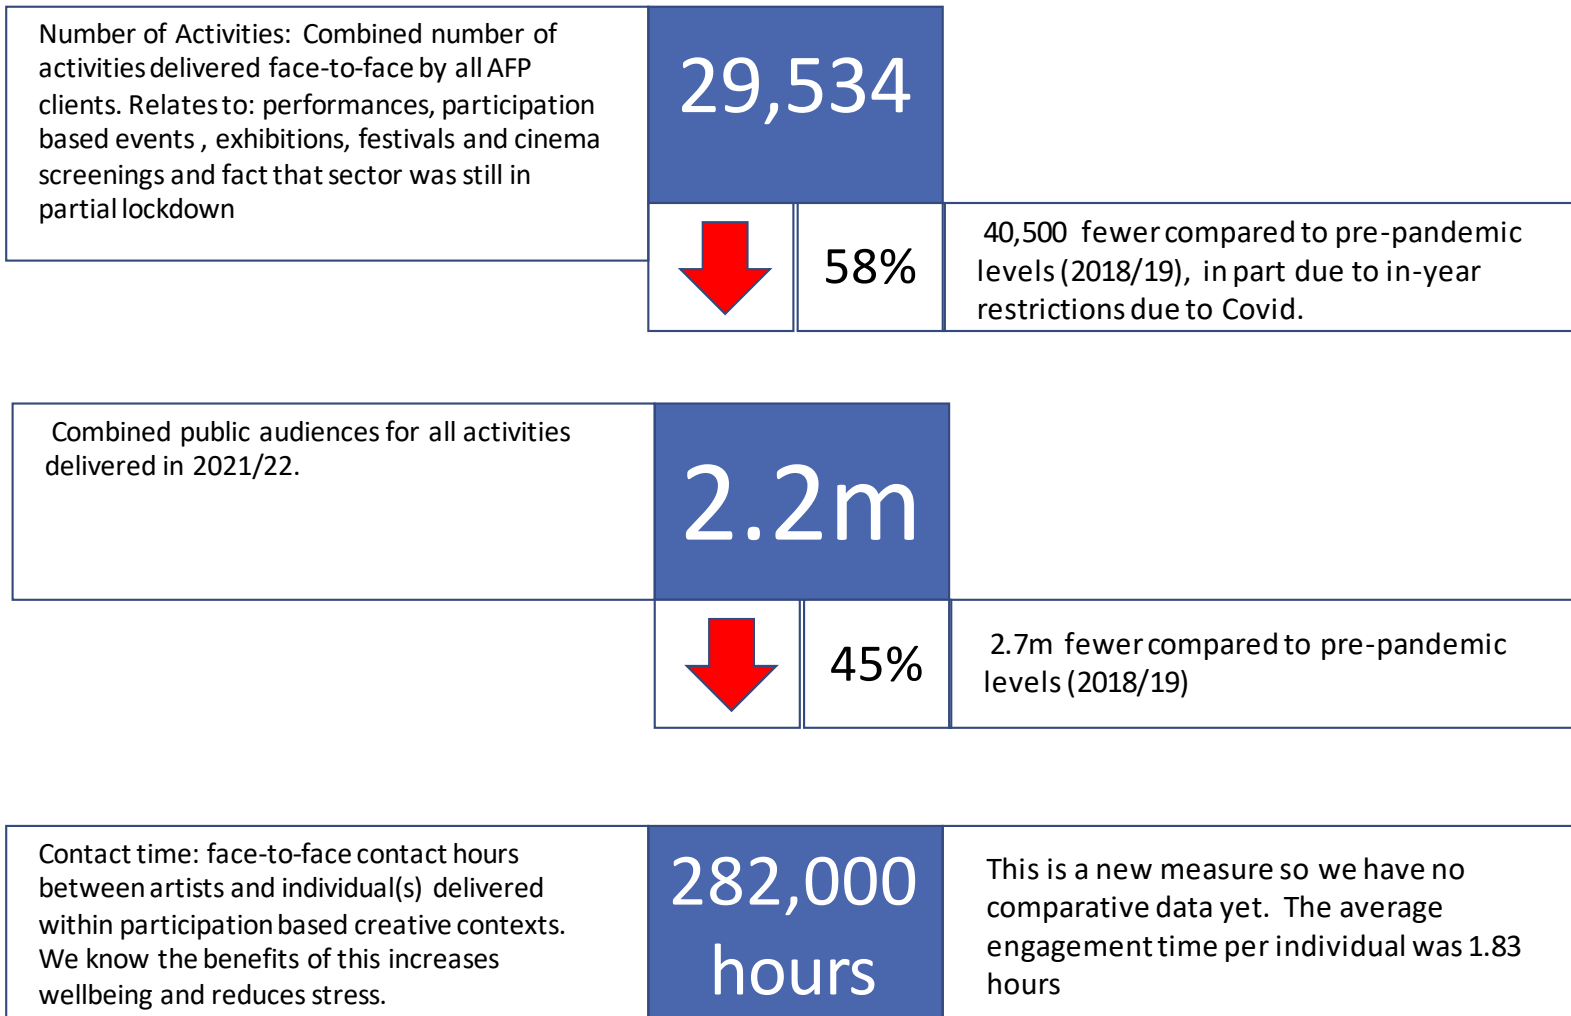 Number of Activities: Combined number of
activities delivered face-to-face by all AFP
clients. Relates to: performances, participation
based events , exhibitions, festivals and cinema
screenings and fact that sector was still in
partial lockdown
29,534
58%
40,500 fewer compared to pre-pandemic
levels (2018/19), in part due to in-year
restrictions due to Covid.
Combined public audiences for all activities
delivered in 2021/22.
2.2m
45%
2.7m fewer compared to pre-pandemic
levels (2018/19)
Contact time: face-to-face contact hours
between artists and individual(s) delivered
within participation based creative contexts.
We know the benefits of this increases
wellbeing and reduces stress.
282,000
hours
This is a new measure so we have no
comparative data yet. The average
engagement time per individual was 1.83
hours